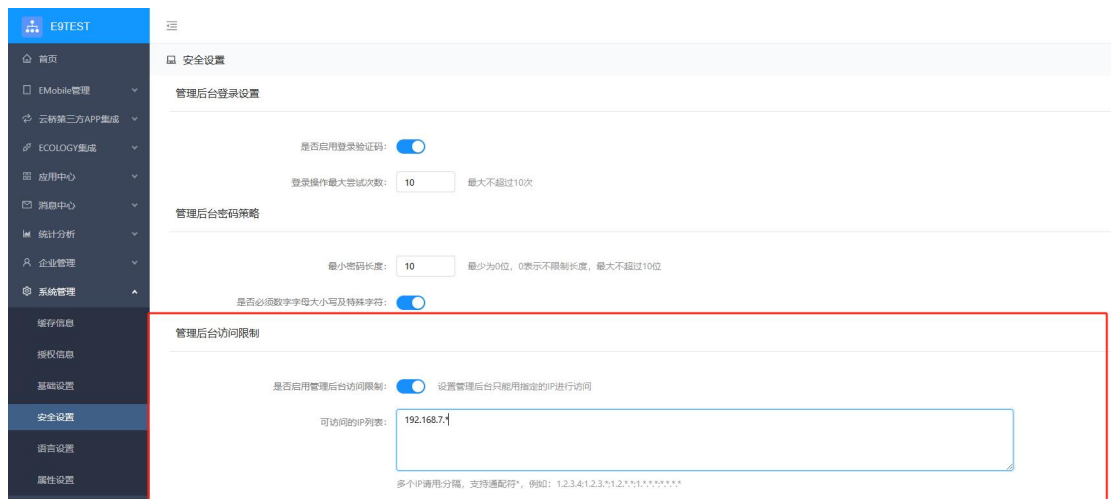 E9TEST
首页
EMobile管理
云桥第三方APP集成
ECOLOGY集成
应用中心
消息中心
统计分析
企业管理
系统管理
缓存信息
授权信息
基础设置
安全设置
语言设置
属性设置
安全设置
管理后台登录设置
是否启用登录验证码：
登录操作最大尝试次数： 10 最大不超过10次
管理后台密码策略
最小密码长度： 10 最少为0位，0表示不限制长度，最大不超过10位
是否必须数字字母大小写及特殊字符：
管理后台访问限制
是否启用管理后台访问限制： 设置管理后台只能用指定的IP进行访问
可访问的IP列表： 192.168.7.*
多个IP请用;分隔，支持通配符*，例如：1.2.3.4;1.2.3.*;1.2.*.*;1.*.*.*;*.*.*.*